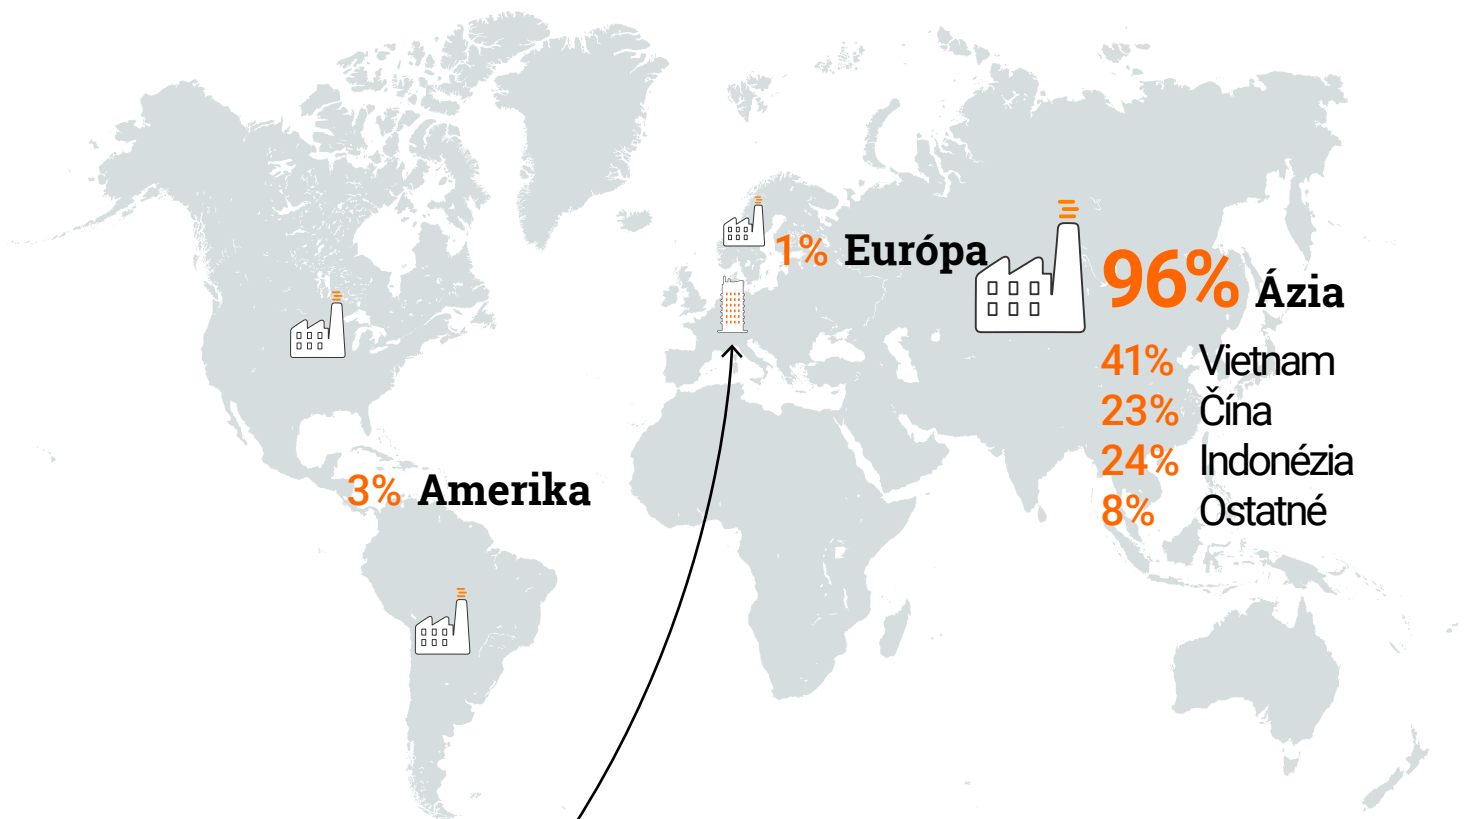 1% Európa
96% Ázia
41% Vietnam
23% Čína
24% Indonézia
8% Ostatné
3% Amerika